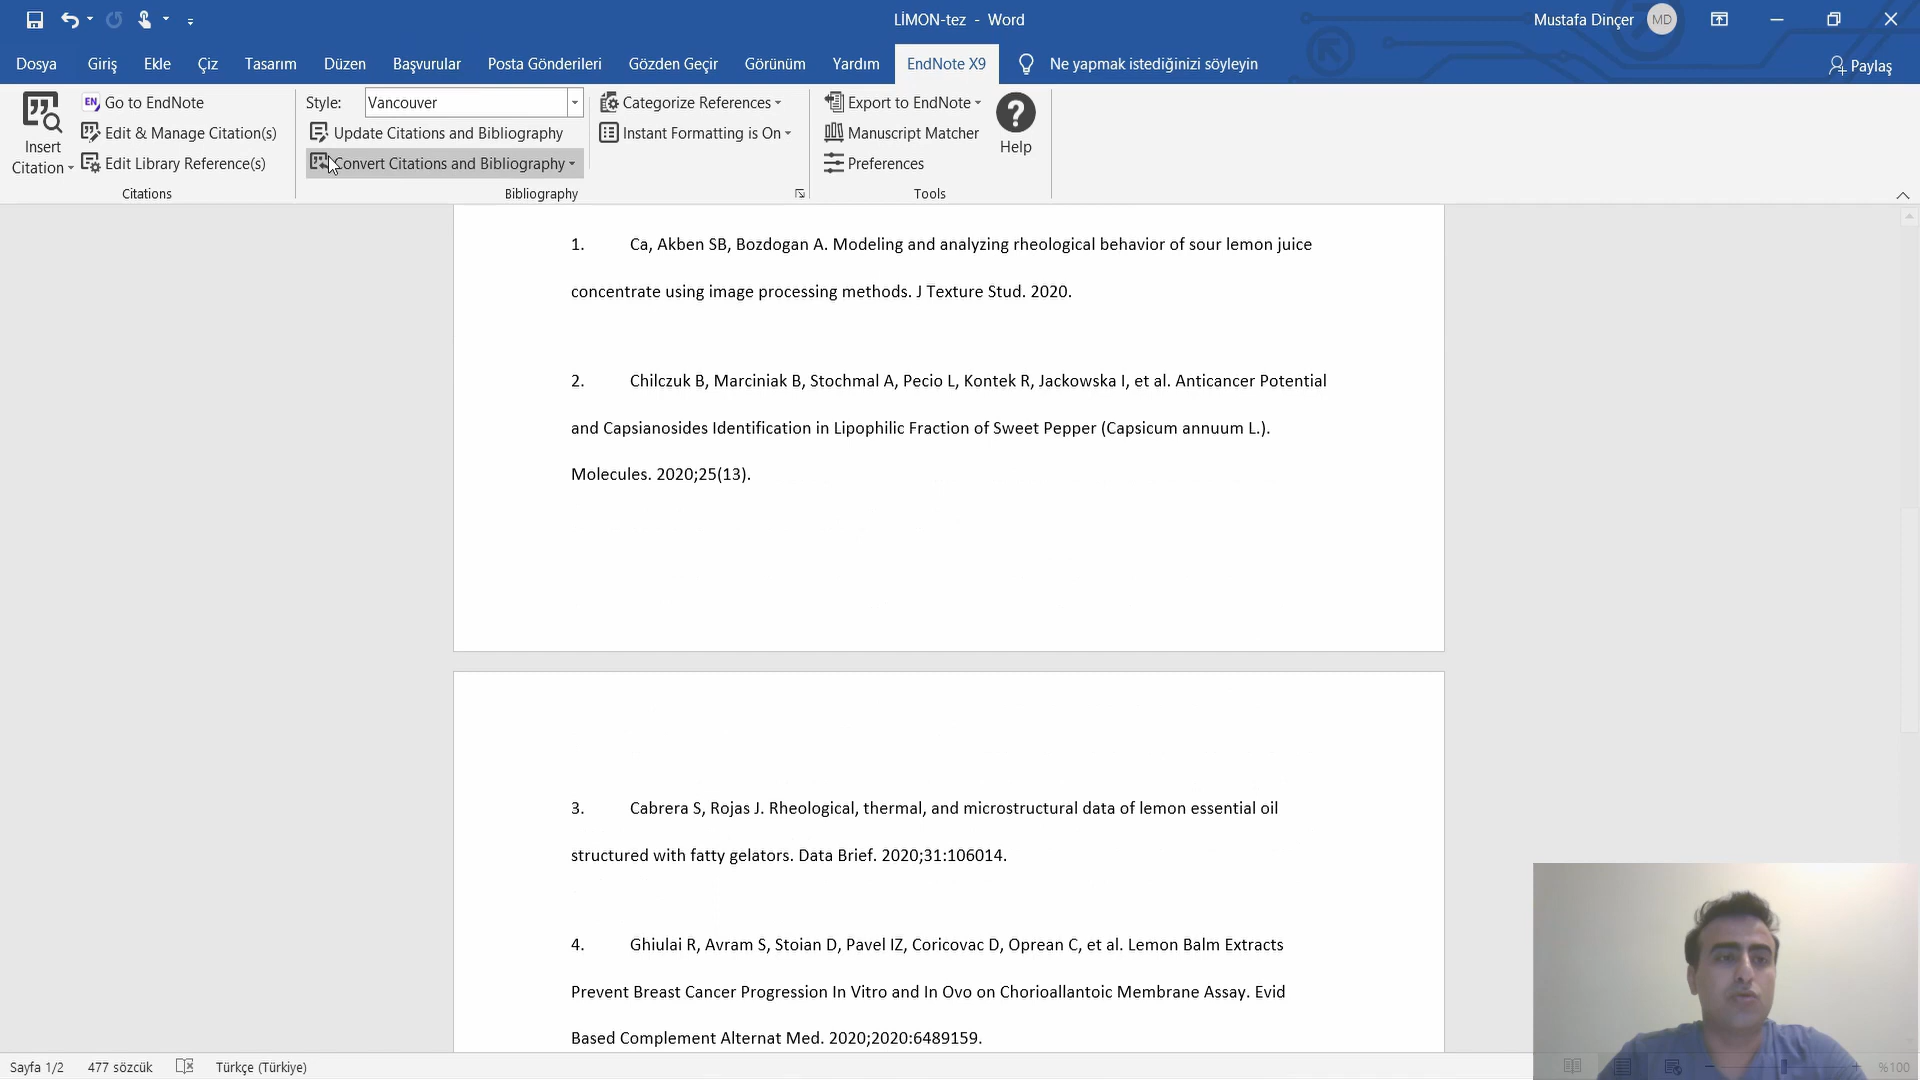 LİMON-tez - Word
Mustafa Dinçer MD
Dosya Giriş Ekle Çiz Tasarım Düzen Başvurular Posta Gönderileri Gözden Geçir Görünüm Yardım EndNote X9 Ne yapmak istediğinizi söyleyin Paylaş
Insert Citation
EN Go to EndNote
Edit & Manage Citation(s)
Edit Library Reference(s)
Citations
Style: Vancouver
Update Citations and Bibliography
Convert Citations and Bibliography
Categorize References
Instant Formatting is On
Bibliography
Export to EndNote
Manuscript Matcher
Preferences
Tools
? Help
1. Ca, Akben SB, Bozdogan A. Modeling and analyzing rheological behavior of sour lemon juice
concentrate using image processing methods. J Texture Stud. 2020.
2. Chilczuk B, Marciniak B, Stochmal A, Pecio L, Kontek R, Jackowska I, et al. Anticancer Potential
and Capsianosides Identification in Lipophilic Fraction of Sweet Pepper (Capsicum annuum L.).
Molecules. 2020;25(13).
3. Cabrera S, Rojas J. Rheological, thermal, and microstructural data of lemon essential oil
structured with fatty gelators. Data Brief. 2020;31:106014.
4. Ghiulai R, Avram S, Stoian D, Pavel IZ, Coricovac D, Oprean C, et al. Lemon Balm Extracts
Prevent Breast Cancer Progression In Vitro and In Ovo on Chorioallantoic Membrane Assay. Evid
Based Complement Alternat Med. 2020;2020:6489159.
Sayfa 1/2 477 sözcük Türkçe (Türkiye) %100